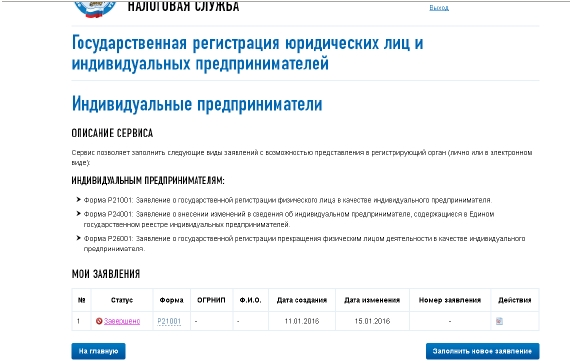 НАЛОГОВАЯ СЛУЖБА
Выход
Государственная регистрация юридических лиц и
индивидуальных предпринимателей
Индивидуальные предприниматели
ОПИСАНИЕ СЕРВИСА
Сервис позволяет заполнить следующие виды заявлений с возможностью представления в регистрирующий орган (лично или в электронном
виде):
ИНДИВИДУАЛЬНЫМ ПРЕДПРИНИМАТЕЛЯМ:
Форма Р21001: Заявление о государственной регистрации физического лица в качестве индивидуального предпринимателя.
Форма Р24001: Заявление о внесении изменений в сведения об индивидуальном предпринимателе, содержащиеся в Едином
государственном реестре индивидуальных предпринимателей.
Форма Р26001: Заявление о государственной регистрации прекращения физическим лицом деятельности в качестве индивидуального
предпринимателя.
МОИ ЗАЯВЛЕНИЯ
№ Статус Форма ОГРНИП Ф.И.О. Дата создания Дата изменения Номер заявления Действия
1 Завершено Р21001 - - 11.01.2016 15.01.2016 -
На главную Заполнить новое заявление